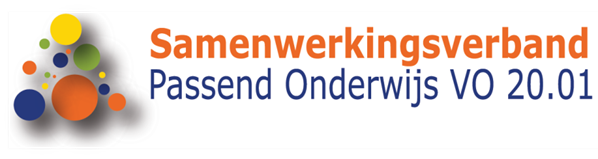 Samenwerkingsverband
Passend Onderwijs VO 20.01